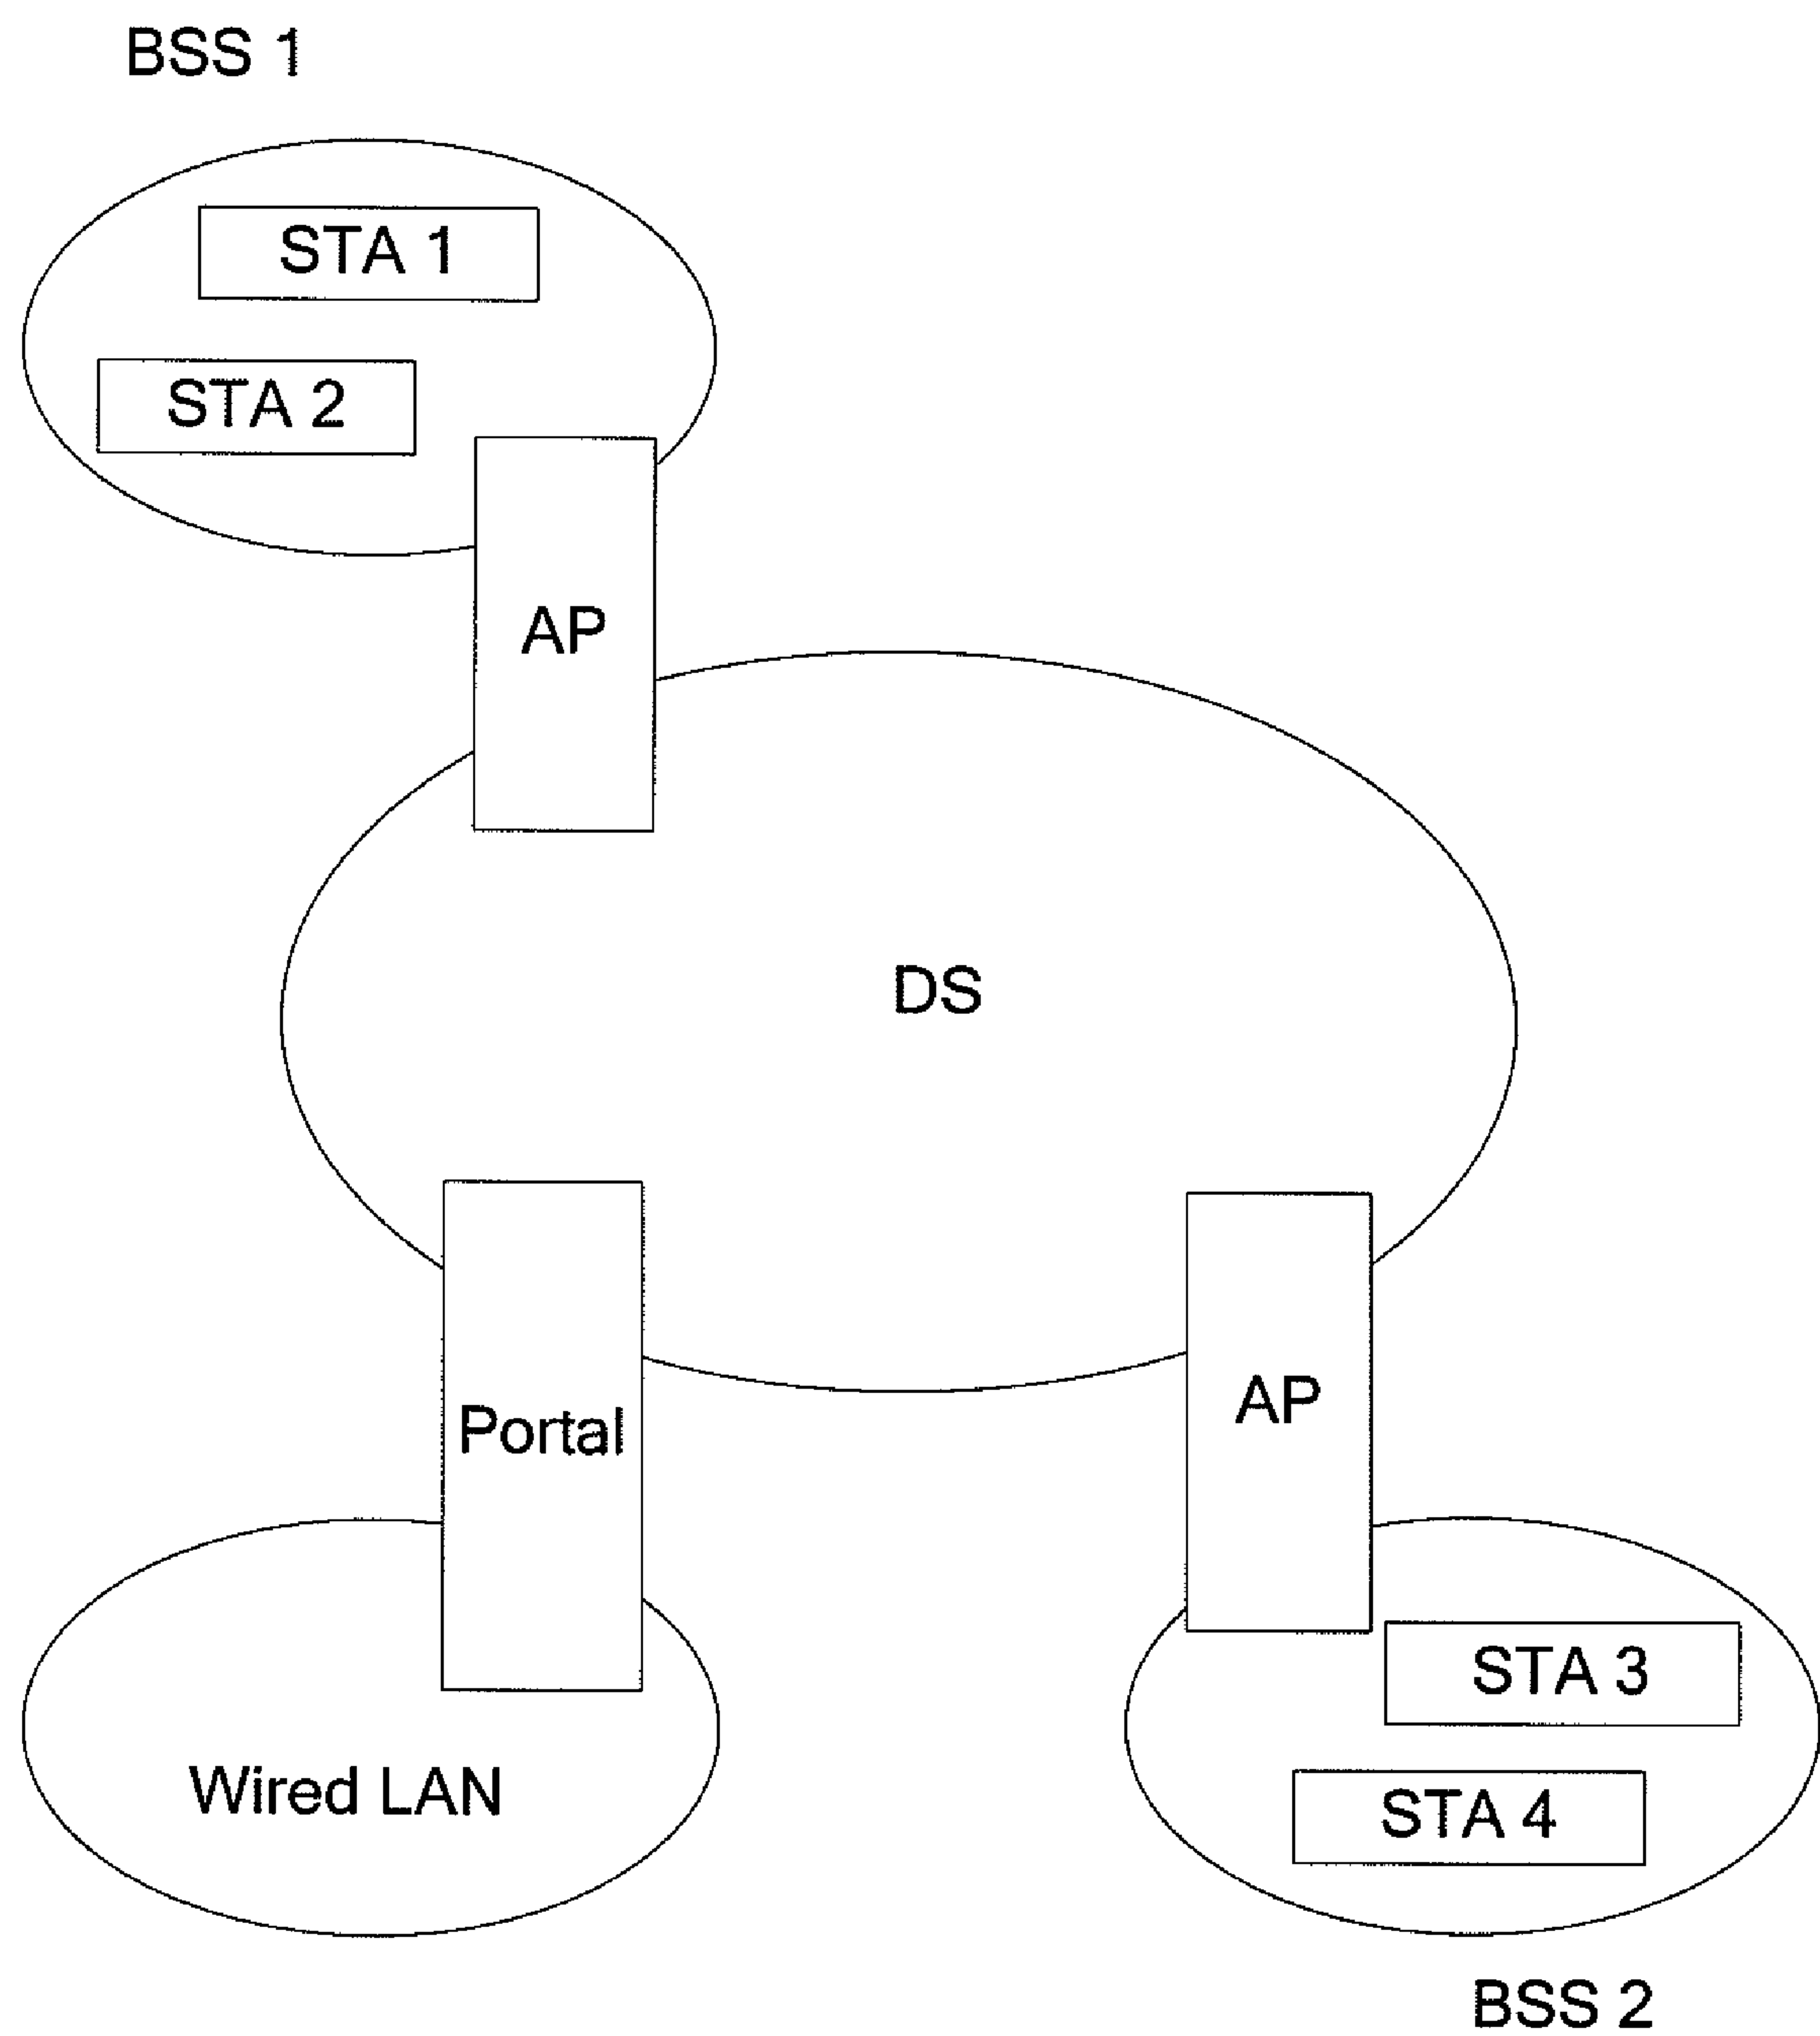 BSS 1
STA 1
STA 2
AP
DS
Portal
AP
Wired LAN
STA 3
STA 4
BSS 2